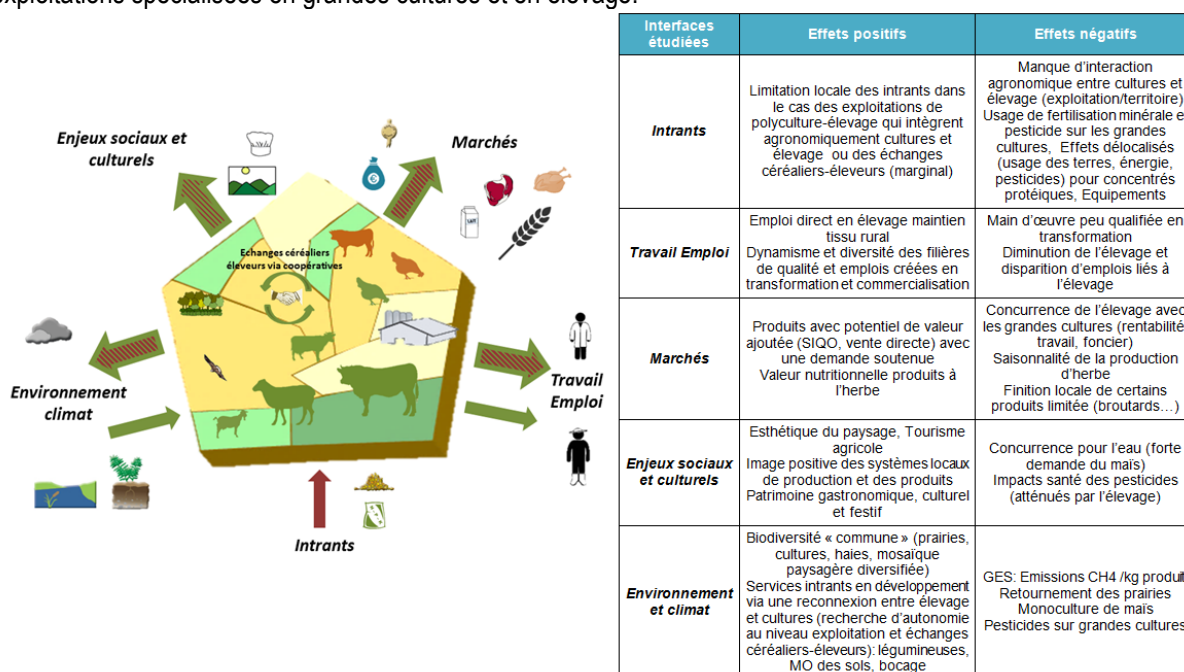 exploitations spécialisées en grandes cultures et en élevage.
Enjeux sociaux et
culturels
Marchés
LAIT
Echanges céréaliers
éleveurs via coopératives
Environnement
climat
Travail
Emploi
Intrants
Interfaces
étudiées
Effets positifs
Effets négatifs
Intrants
Limitation locale des intrants dans
le cas des exploitations de
polyculture-élevage qui intègrent
agronomiquement cultures et
élevage ou des échanges
céréaliers-éleveurs (marginal)
Manque d'interaction
agronomique entre cultures et
élevage (exploitation/territoire)
Usage de fertilisation minérale e
pesticide sur les grandes
cultures, Effets délocalisés
(usage des terres, énergie,
pesticides) pour concentrés
protéiques, Equipements
Travail Emploi
Emploi direct en élevage maintien
tissu rural
Dynamisme et diversité des filières
de qualité et emplois créées en
transformation et commercialisation
Main d'œuvre peu qualifiée en
transformation
Diminution de l'élevage et
disparition d'emplois liés à
l'élevage
Marchés
Produits avec potentiel de valeur
ajoutée (SIQO, vente directe) avec
une demande soutenue
Valeur nutritionnelle produits à
l'herbe
Concurrence de l'élevage avec
les grandes cultures (rentabilité
travail, foncier)
Saisonnalité de la production
d'herbe
Finition locale de certains
produits limitée (broutards…)
Enjeux sociaux
et culturels
Esthétique du paysage, Tourisme
agricole
Image positive des systèmes locaux
de production et des produits
Patrimoine gastronomique, culturel
et festif
Concurrence pour l'eau (forte
demande du maïs)
Impacts santé des pesticides
(atténués par l'élevage)
Environnement
et climat
Biodiversité « commune » (prairies,
cultures, haies, mosaïque
paysagère diversifiée)
Services intrants en développement
via une reconnexion entre élevage
et cultures (recherche d'autonomie
au niveau exploitation et échanges
céréaliers-éleveurs): légumineuses,
MO des sols, bocage
GES: Emissions CH4 /kg produit
Retournement des prairies
Monoculture de maïs
Pesticides sur grandes cultures